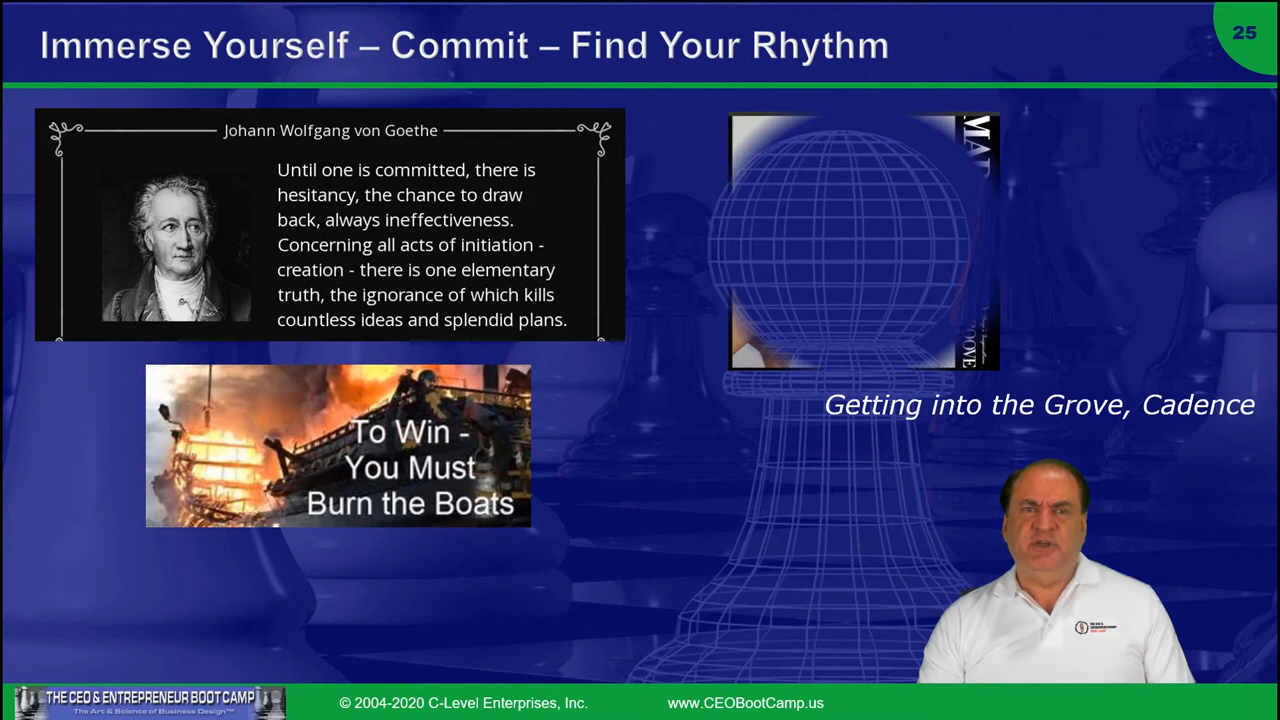 Immerse Yourself – Commit – Find Your Rhythm
25
Johann Wolfgang von Goethe
Until one is committed, there is
hesitancy, the chance to draw
back, always ineffectiveness.
Concerning all acts of initiation -
creation - there is one elementary
truth, the ignorance of which kills
countless ideas and splendid plans.
To Win -
You Must
Burn the Boats
Getting into the Grove, Cadence
THE CEO & ENTREPRENEUR BOOT CAMP
The Art & Science of Business Design™
© 2004-2020 C-Level Enterprises, Inc.
www.CEOBootCamp.us